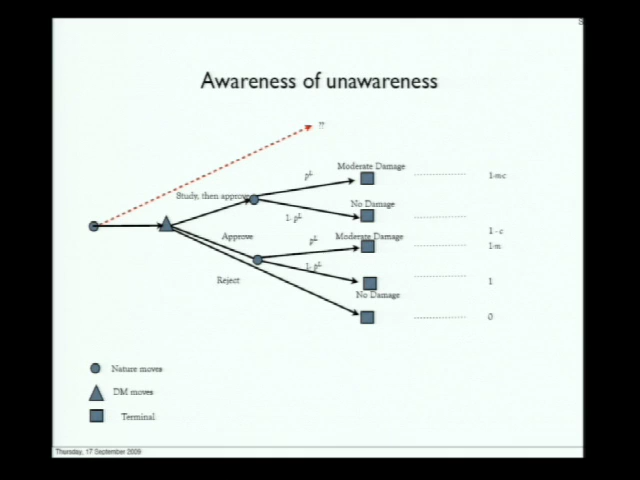 S
Awareness of unawareness
??
Moderate Damage
p^L
1-mc
Study, then approve
No Damage
1-p^L
1 - c
Approve
p^L
Moderate Damage
1-m
1-p^L
Reject
1
No Damage
0
Nature moves
DM moves
Terminal
Thursday, 17 September 2009